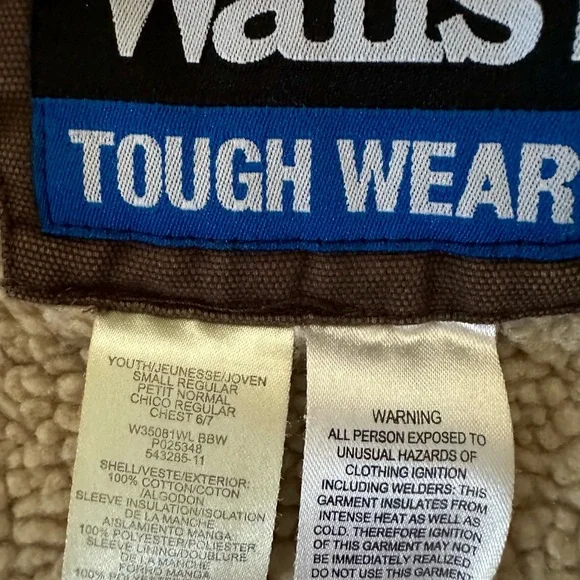 Walls
TOUGH WEAR
YOUTH/JEUNESSE/JOVEN
SMALL REGULAR
PETIT NORMAL
CHICO REGULAR
CHEST 6/7
W35081WL BBW
P025348
543285-11
SHELL/VESTE/EXTERIOR:
100% COTTON/COTON
/ALGODON
SLEEVE INSULATION/ISOLATION
DE LA MANCHE
AISLAMIENTO MANGA
100% POLYESTER/POLIESTER
SLEEVE LINING/DOUBLURE
A MANCHE
100%
WARNING
ALL PERSON EXPOSED TO
UNUSUAL HAZARDS OF
CLOTHING IGNITION
INCLUDING WELDERS: THIS
GARMENT INSULATES FROM
INTENSE HEAT AS WELL AS
COLD. THEREFORE IGNITION
OF THIS GARMENT MAY NOT
BE IMMEDIATELY REALIZED
DO NOT USE THIS GARMENT